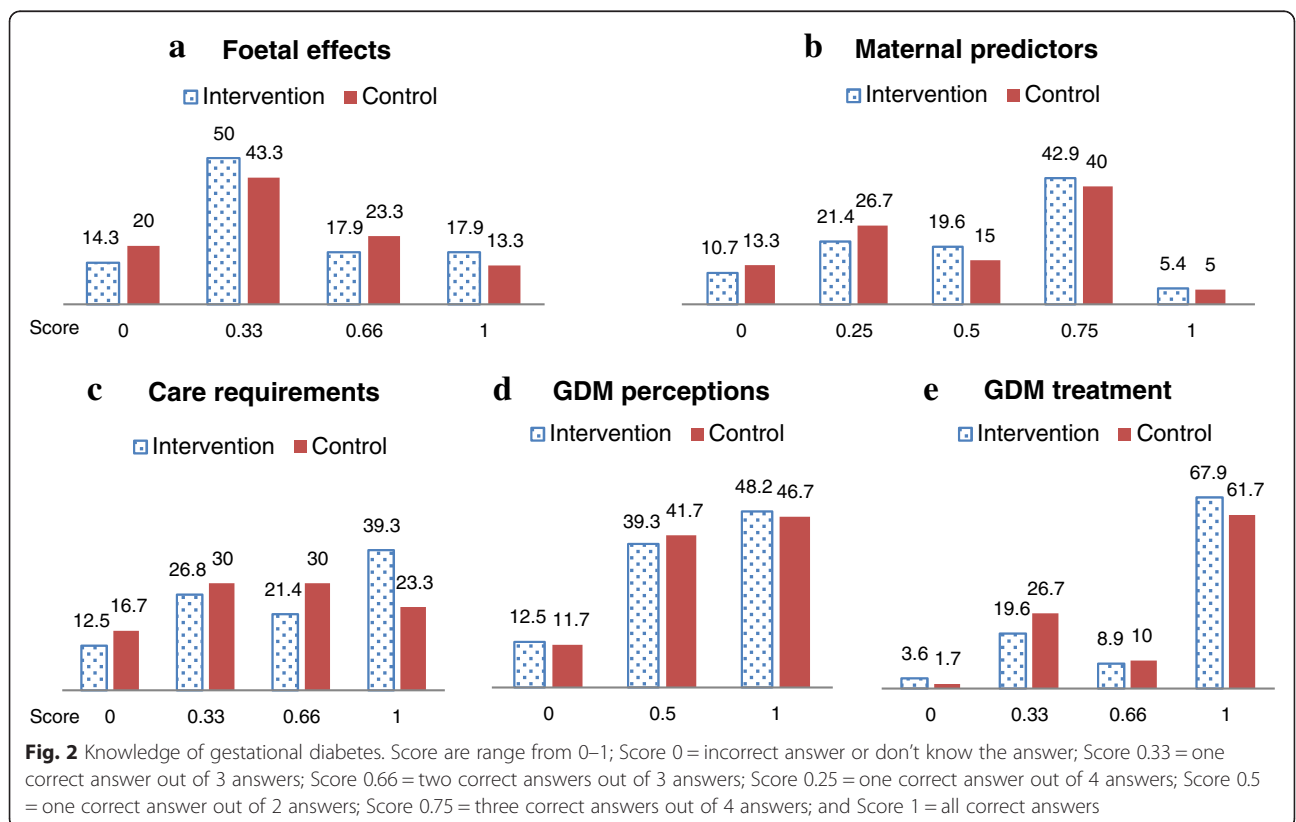 a Foetal effects
Intervention Control
50
43.3
14.3 20 17.9 23.3 17.9 13.3
Score 0 0.33 0.66 1
b Maternal predictors
Intervention Control
42.9 40
21.4 26.7 19.6 15
10.7 13.3 5.4 5
0 0.25 0.5 0.75 1
c Care requirements
Intervention Control
39.3
26.8 30 21.4 30 23.3
12.5 16.7
Score 0 0.33 0.66 1
d GDM perceptions
Intervention Control
48.2 46.7
39.3 41.7
12.5 11.7
0 0.5 1
e GDM treatment
Intervention Control
67.9 61.7
19.6 26.7
3.6 1.7 8.9 10
0 0.33 0.66 1
Fig. 2 Knowledge of gestational diabetes. Score are range from 0–1; Score 0 = incorrect answer or don't know the answer; Score 0.33 = one
correct answer out of 3 answers; Score 0.66 = two correct answers out of 3 answers; Score 0.25 = one correct answer out of 4 answers; Score 0.5
= one correct answer out of 2 answers; Score 0.75 = three correct answers out of 4 answers; and Score 1 = all correct answers